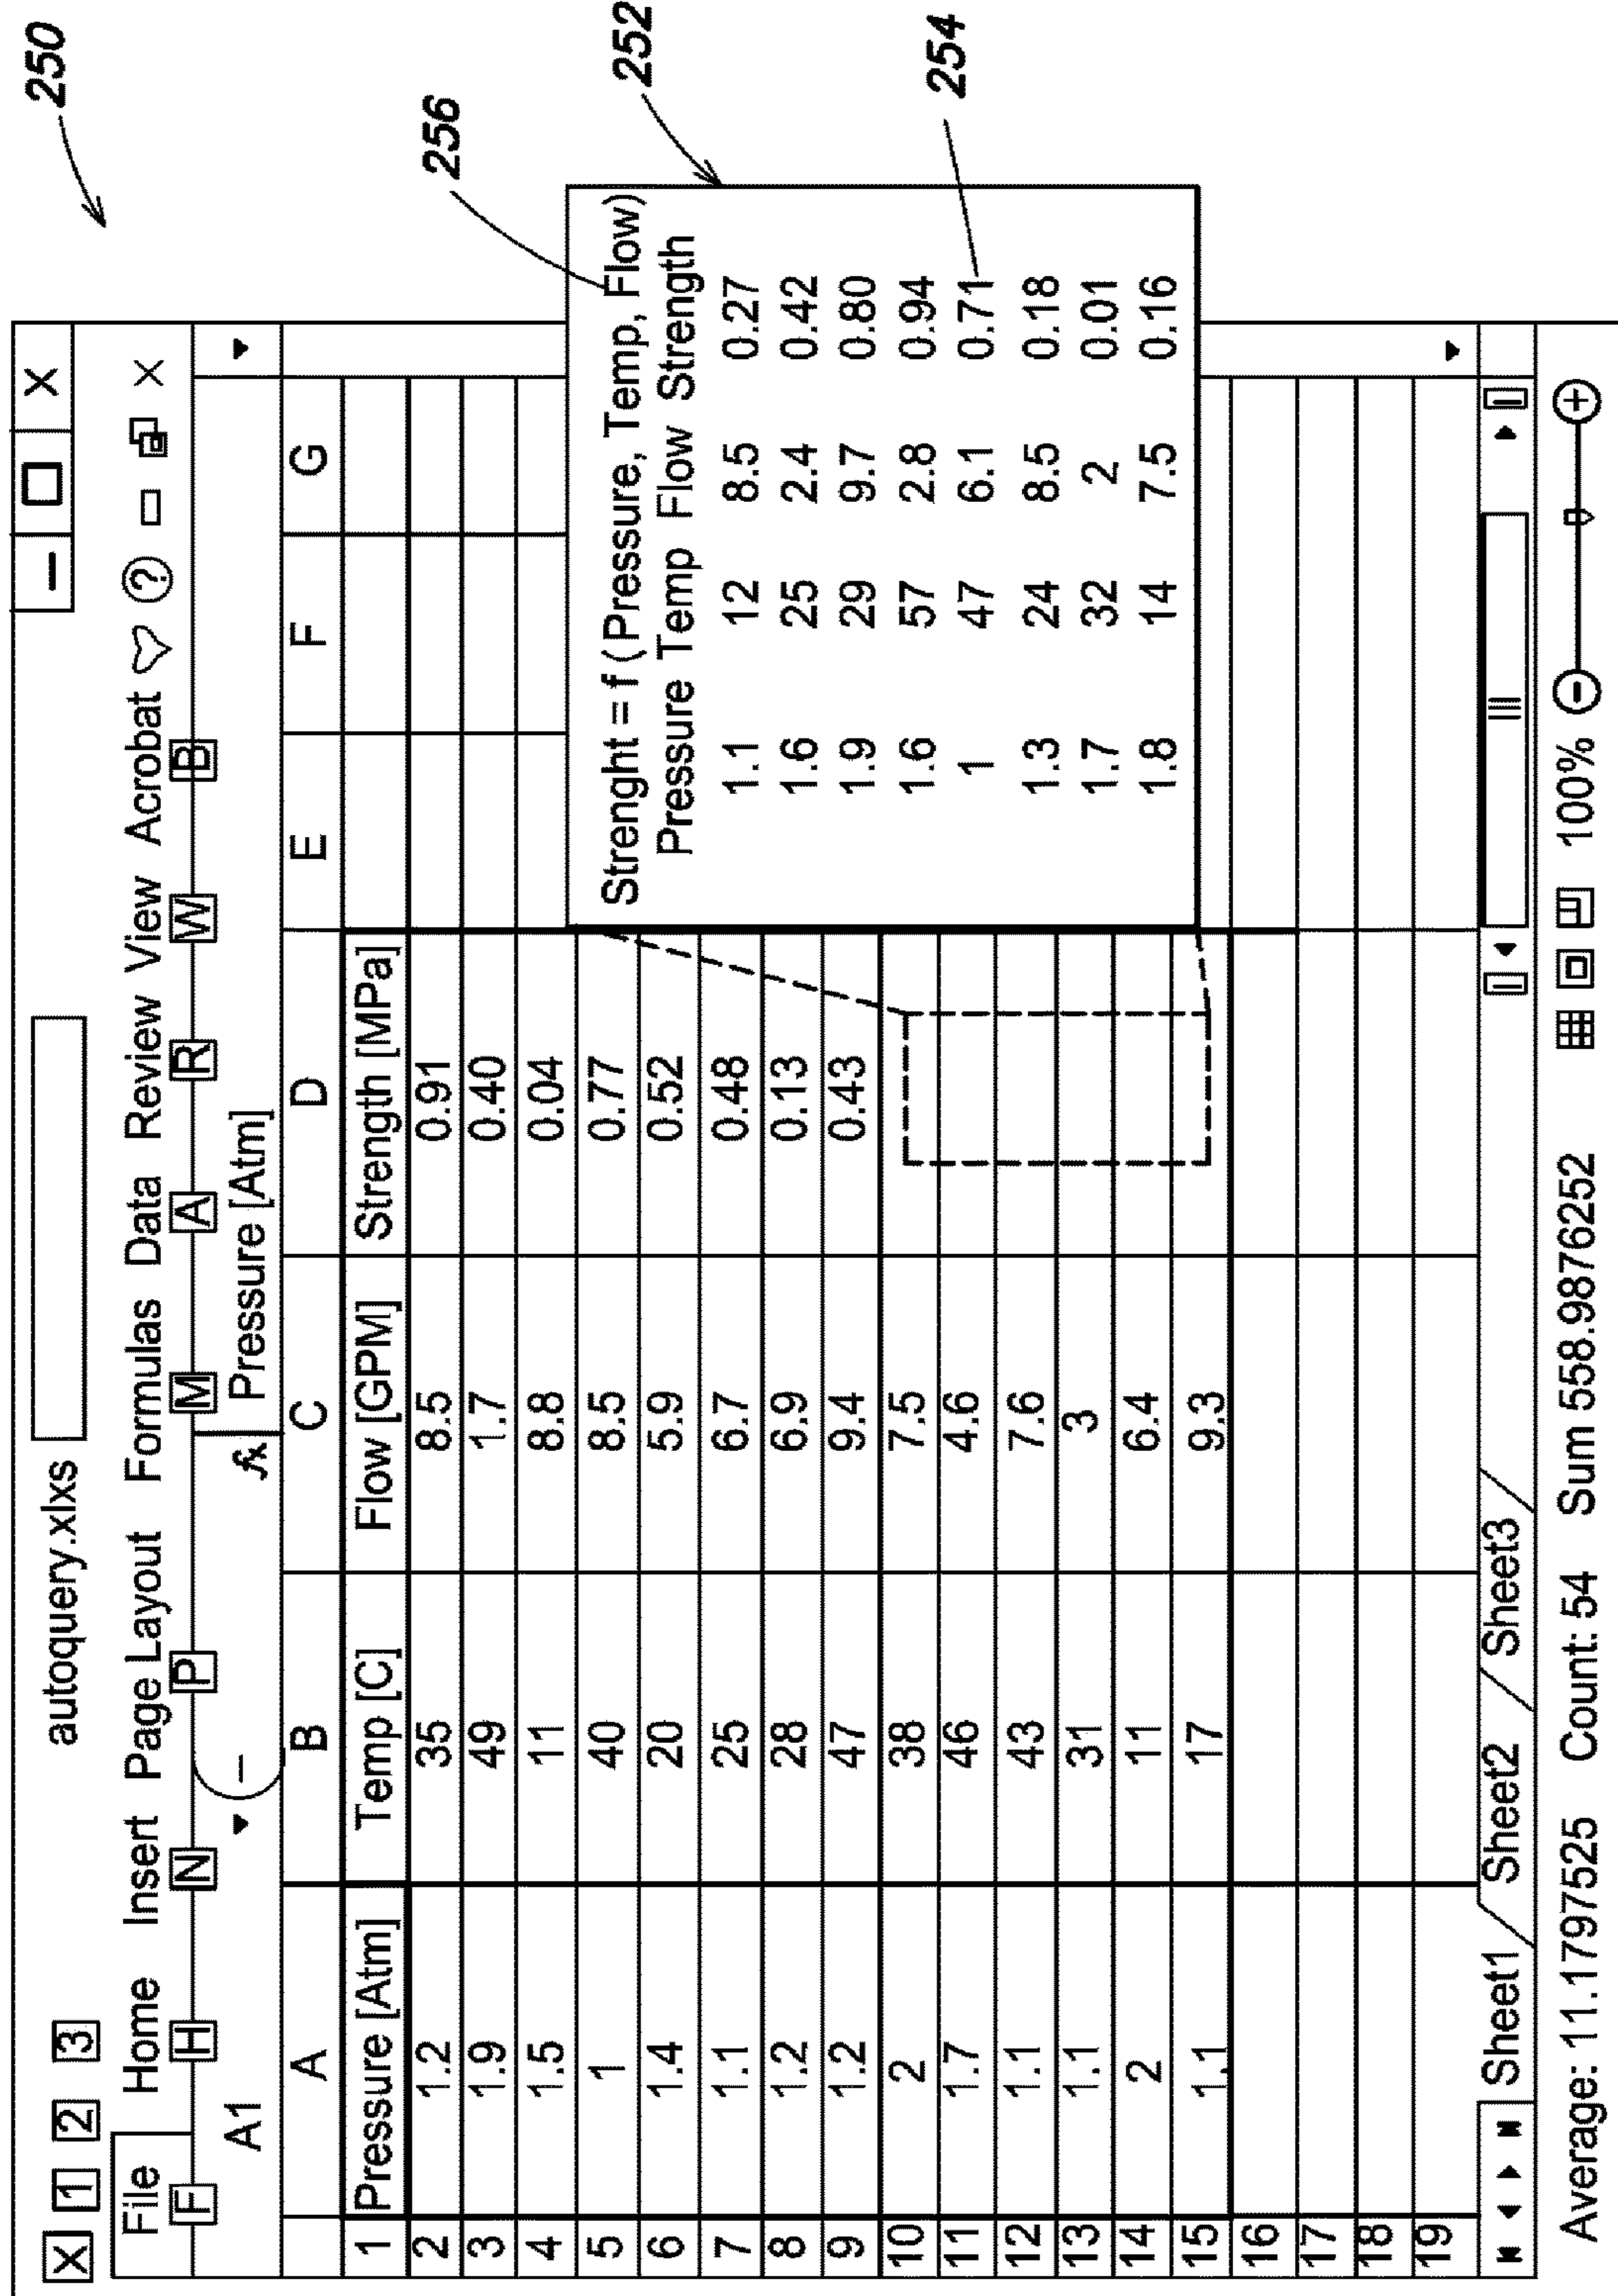 250
autoquery.xlxs
X 1 2 3
— X
File Home Insert Page Layout Formulas Data Review View Acrobat ? X
F H N P M A R W B
A1 fx Pressure [Atm]
A B C D E F G
1 Pressure [Atm] Temp [C] Flow [GPM] Strength [MPa]
2 1.2 35 8.5 0.91
3 1.9 49 1.7 0.40
4 1.5 11 8.8 0.04
5 1 40 8.5 0.77
6 1.4 20 5.9 0.52
7 1.1 25 6.7 0.48
8 1.2 28 6.9 0.13
9 1.2 47 9.4 0.43
10 2 38 7.5
11 1.7 46 4.6
12 1.1 43 7.6
13 1.1 31 3
14 2 11 6.4
15 1.1 17 9.3
16
17
18
19
256
252
254
Strenght = f (Pressure, Temp, Flow)
Pressure Temp Flow Strength
1.1 12 8.5 0.27
1.6 25 2.4 0.42
1.9 29 9.7 0.80
1.6 57 2.8 0.94
1 47 6.1 0.71
1.3 24 8.5 0.18
1.7 32 2 0.01
1.8 14 7.5 0.16
Sheet1 Sheet2 Sheet3
Average: 11.1797525 Count: 54 Sum 558.9876252 100%